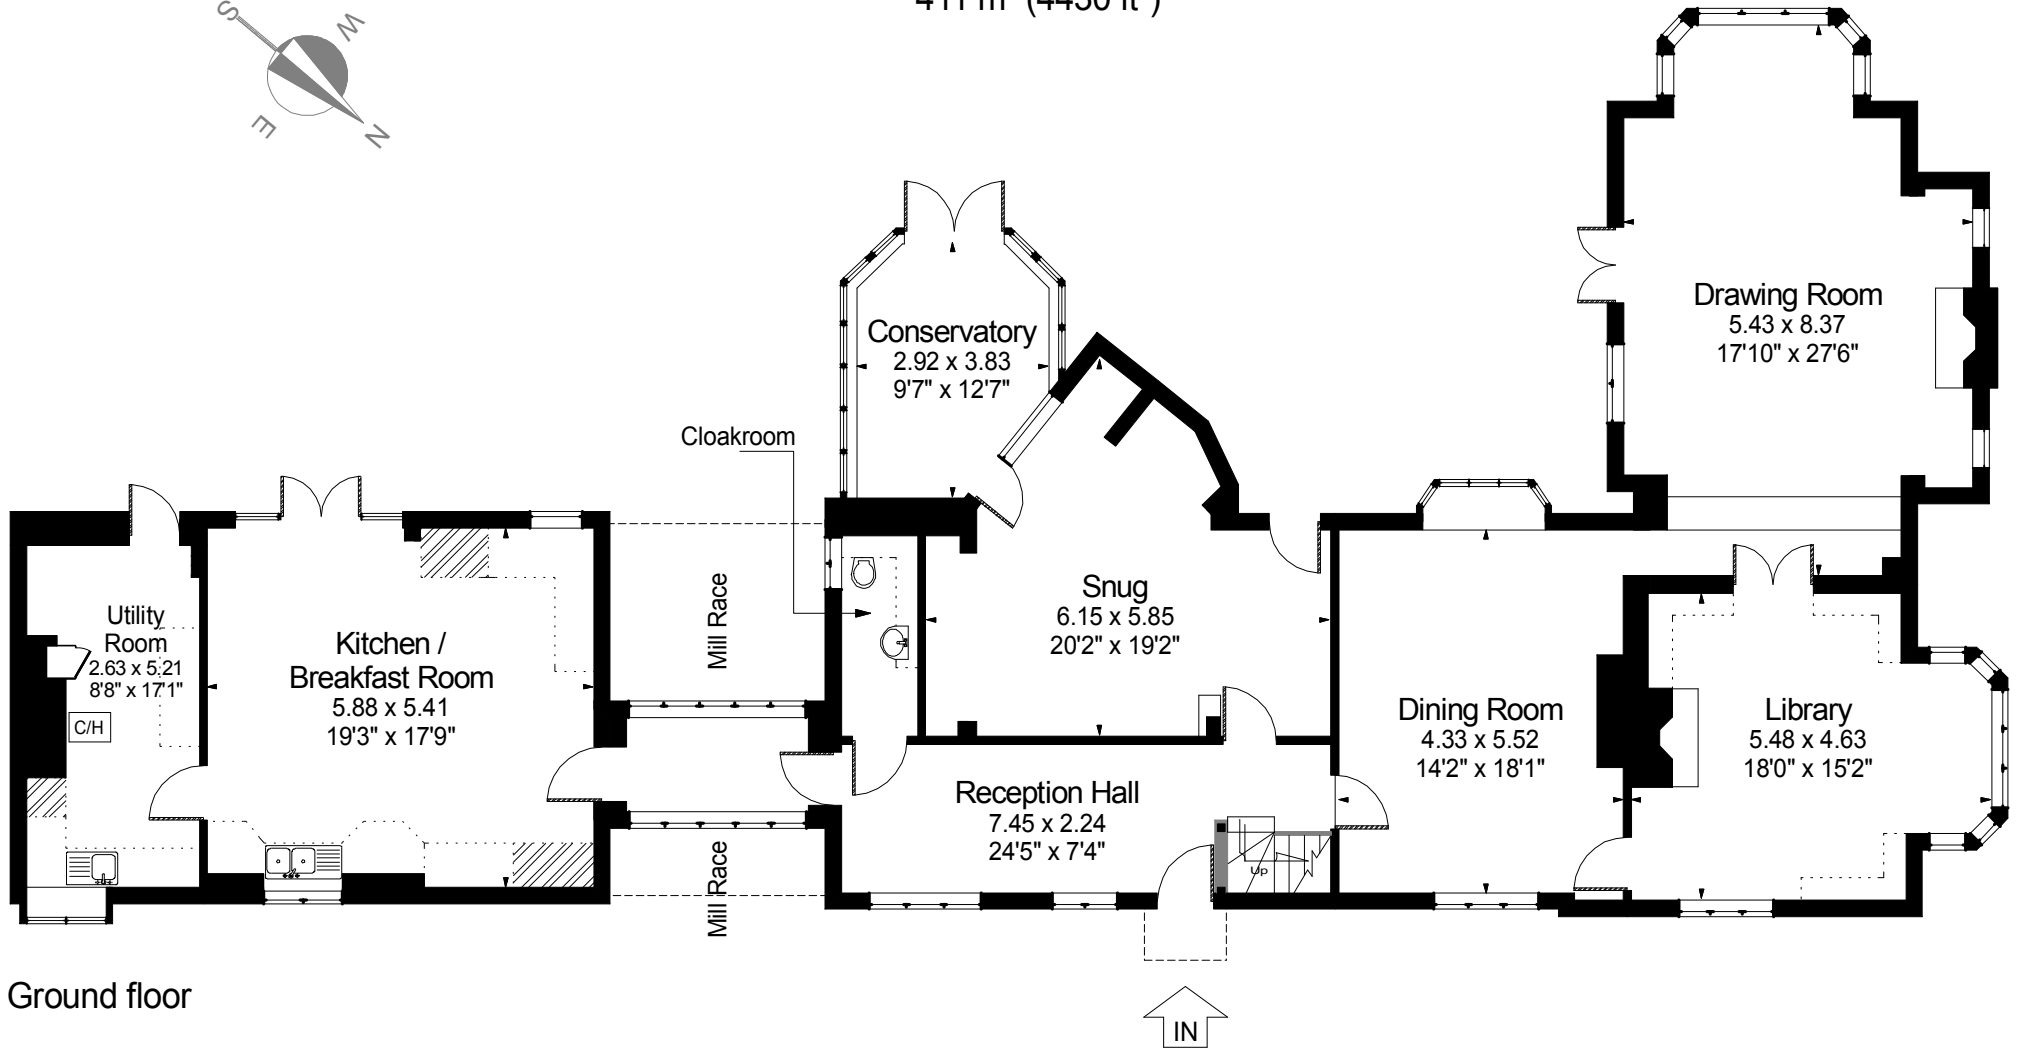 411 m² (4430 ft²)
S
W
E
N
Conservatory
2.92 x 3.83
9'7" x 12'7"
Drawing Room
5.43 x 8.37
17'10" x 27'6"
Cloakroom
Utility
Room
2.63 x 5.21
8'8" x 17'1"
C/H
Kitchen /
Breakfast Room
5.88 x 5.41
19'3" x 17'9"
Mill Race
Mill Race
Snug
6.15 x 5.85
20'2" x 19'2"
Reception Hall
7.45 x 2.24
24'5" x 7'4"
Up
Dining Room
4.33 x 5.52
14'2" x 18'1"
Library
5.48 x 4.63
18'0" x 15'2"
Ground floor
IN